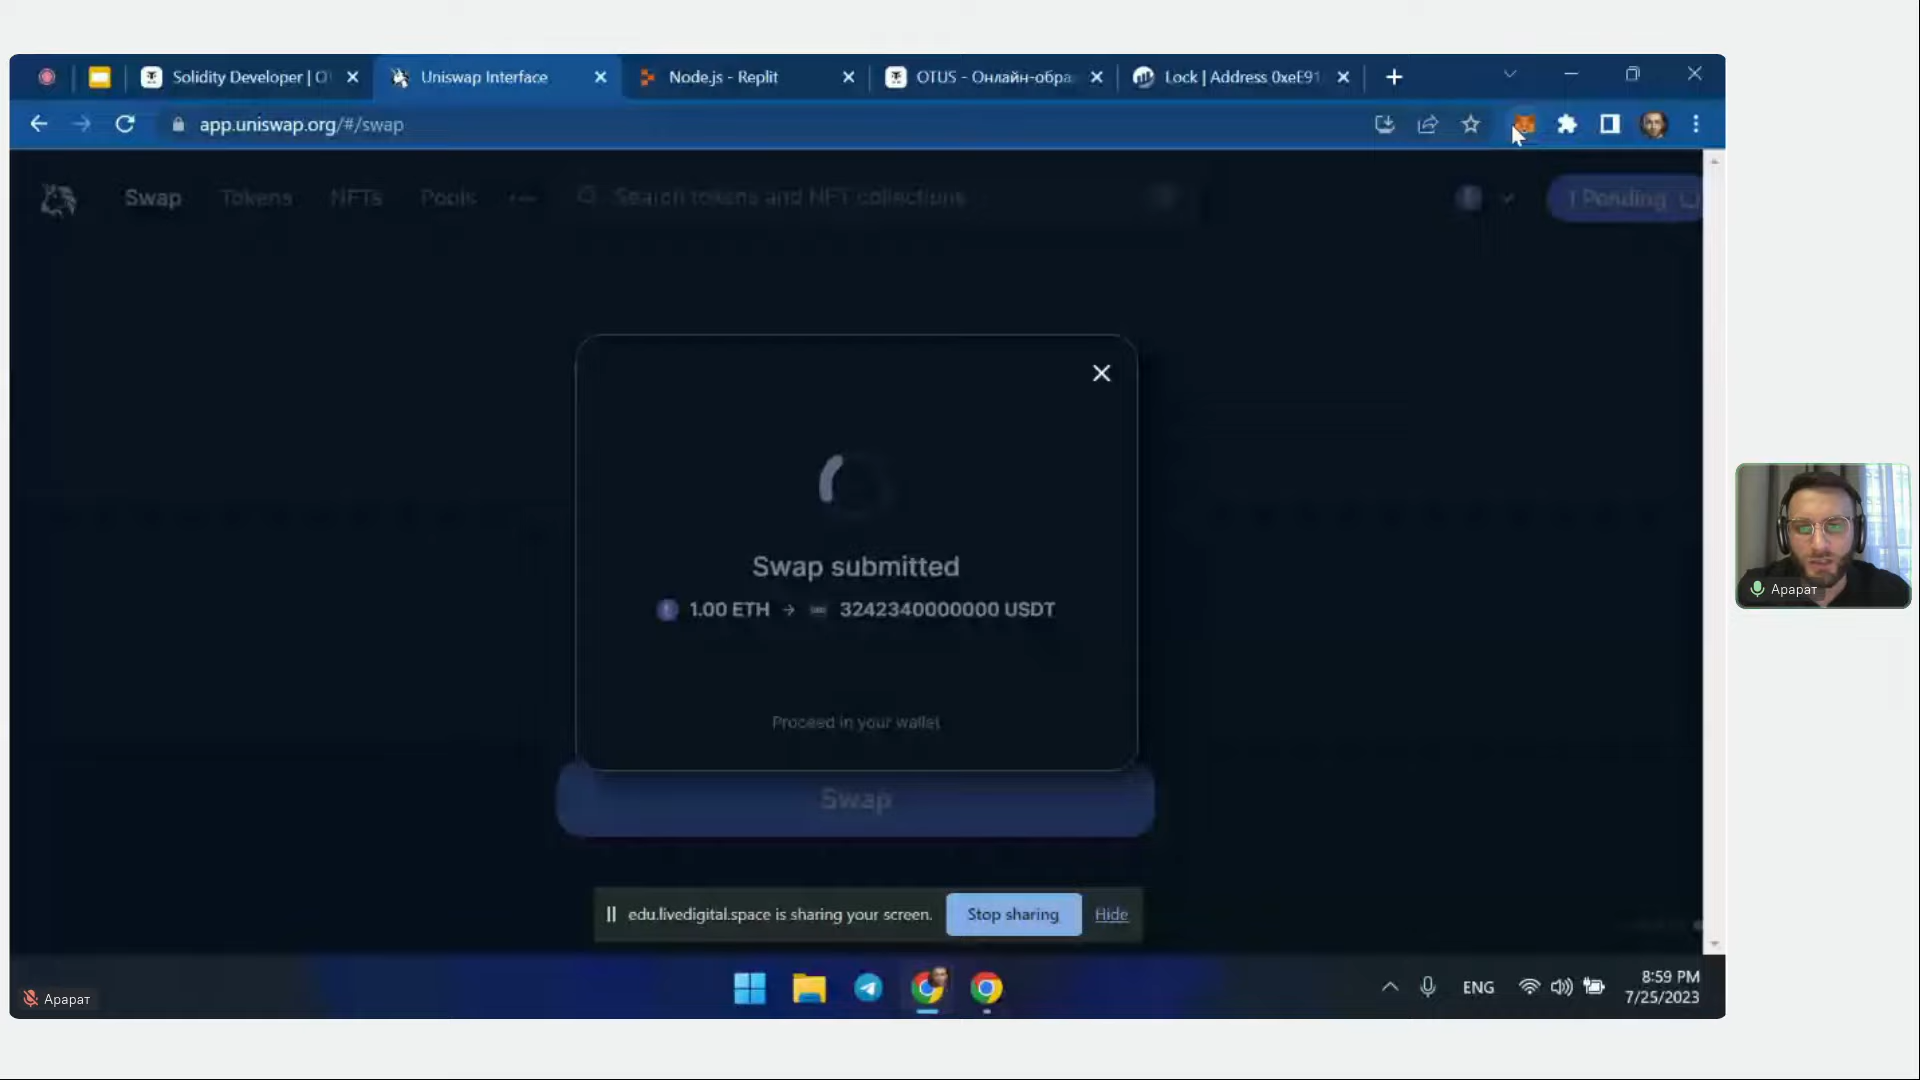 Solidity Developer | O
Uniswap Interface
Node.js - Replit
OTUS - Онлайн-обра
Lock | Address 0xeE91
app.uniswap.org/#/swap
Swap
Tokens
NFTs
Pools
Search tokens and NFT collections
1 Pending
Swap submitted
1.00 ETH → 3242340000000 USDT
Proceed in your wallet
Swap
edu.livedigital.space is sharing your screen.
Stop sharing
Hide
Арарат
Арарат
ENG
8:59 PM
7/25/2023